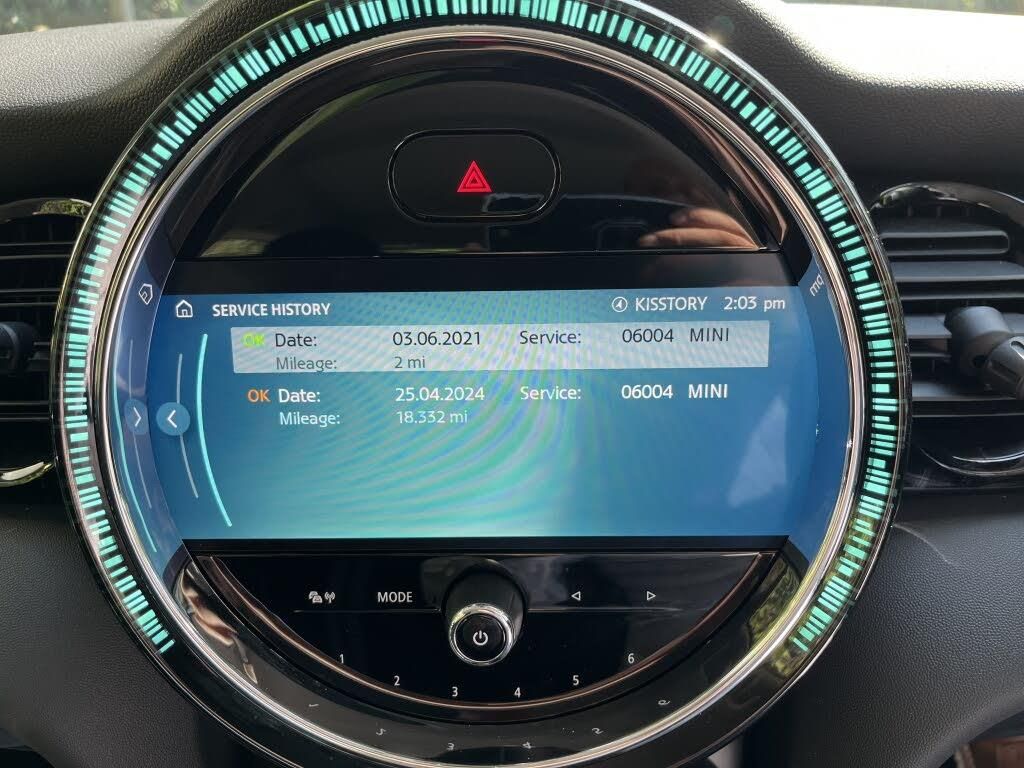 SERVICE HISTORY KISSTORY 2:03 pm
OK Date: 03.06.2021 Service: 06004 MINI
Mileage: 2 mi
OK Date: 25.04.2024 Service: 06004 MINI
Mileage: 18.332 mi
MODE
1 2 3 4 5 6